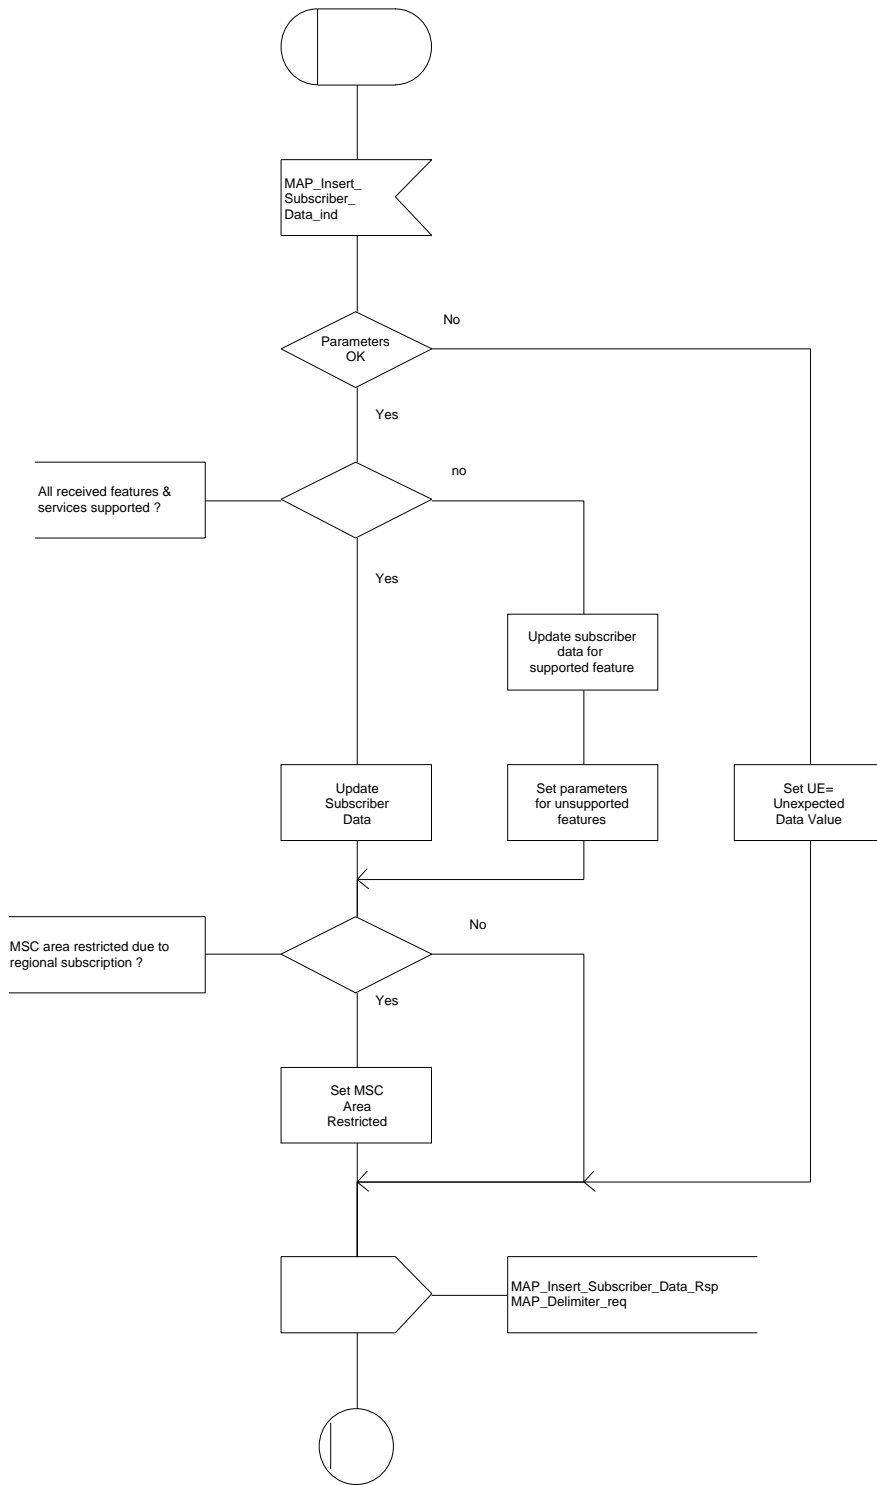 MAP_Insert_
Subscriber_
Data_ind
No
Parameters
OK
Yes
no
All received features &
services supported ?
Yes
Update subscriber
data for
supported feature
Update
Subscriber
Data
Set parameters
for unsupported
features
Set UE=
Unexpected
Data Value
No
MSC area restricted due to
regional subscription ?
Yes
Set MSC
Area
Restricted
MAP_Insert_Subscriber_Data_Rsp
MAP_Delimiter_req